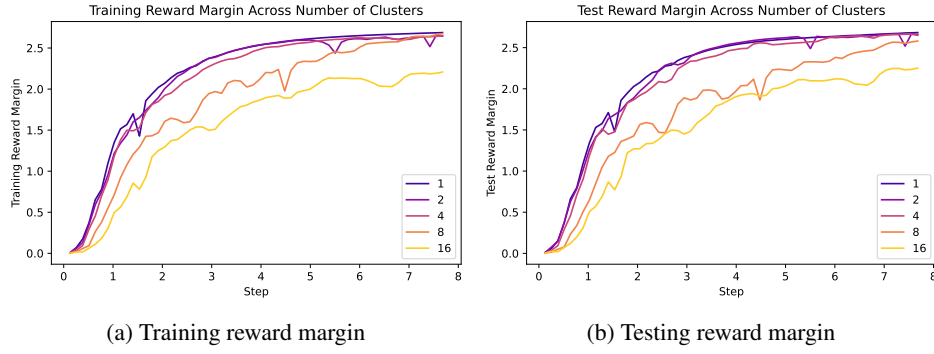 Training Reward Margin Across Number of Clusters
Training Reward Margin
2.5
2.0
1.5
1.0
0.5
0.0
1
2
4
8
16
0 1 2 3 4 5 6 7 8
Step
(a) Training reward margin
Test Reward Margin Across Number of Clusters
Test Reward Margin
2.5
2.0
1.5
1.0
0.5
0.0
1
2
4
8
16
0 1 2 3 4 5 6 7 8
Step
(b) Testing reward margin